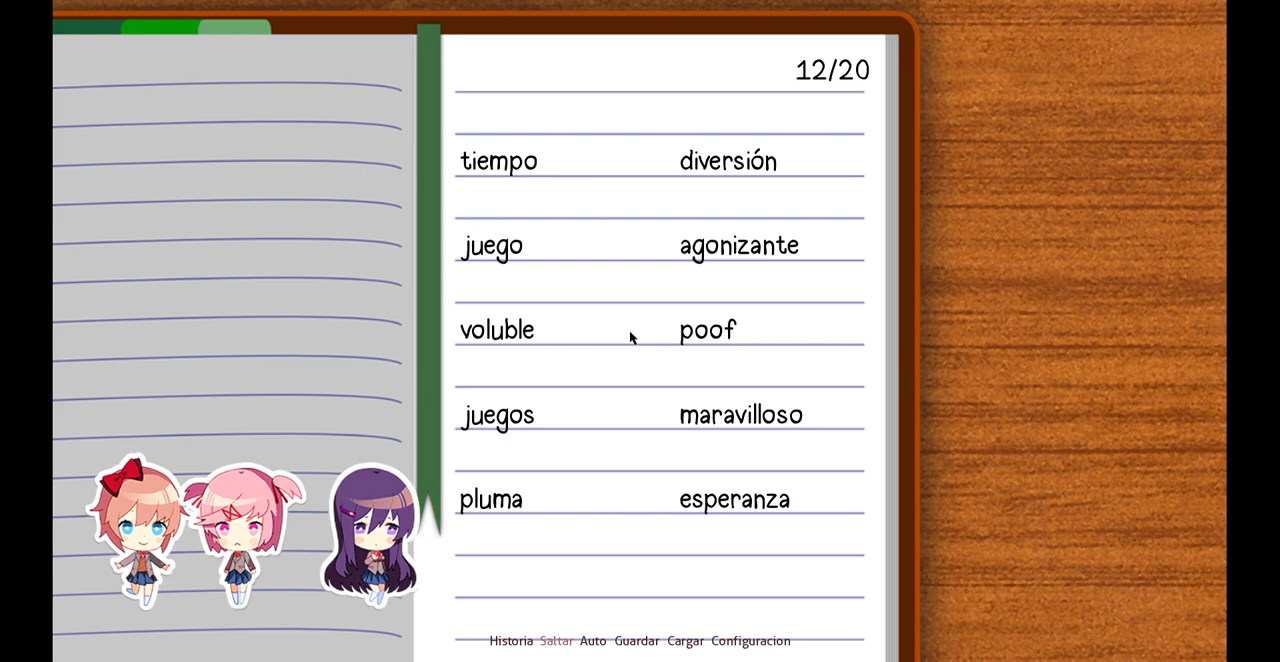 12/20
tiempo diversión
juego agonizante
voluble poof
juegos maravilloso
pluma esperanza
Historia Saltar Auto Guardar Cargar Configuracion